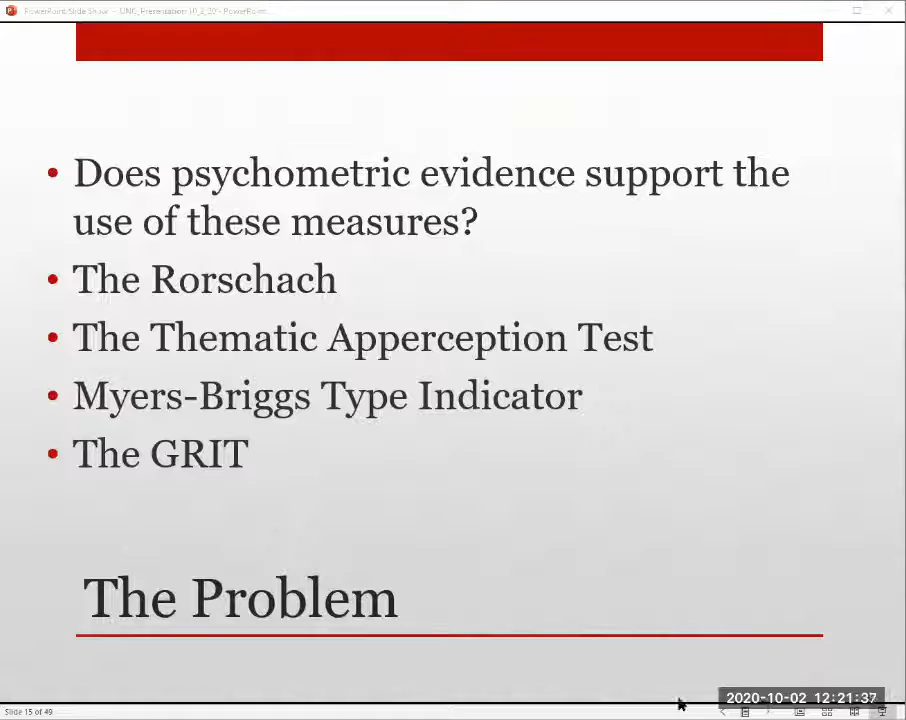 PowerPoint Slide Show - UNC_Presentation 10_2_20 - PowerPoint...
• Does psychometric evidence support the
use of these measures?
• The Rorschach
• The Thematic Apperception Test
• Myers-Briggs Type Indicator
• The GRIT
The Problem
2020-10-02 12:21:37
Slide 15 of 49